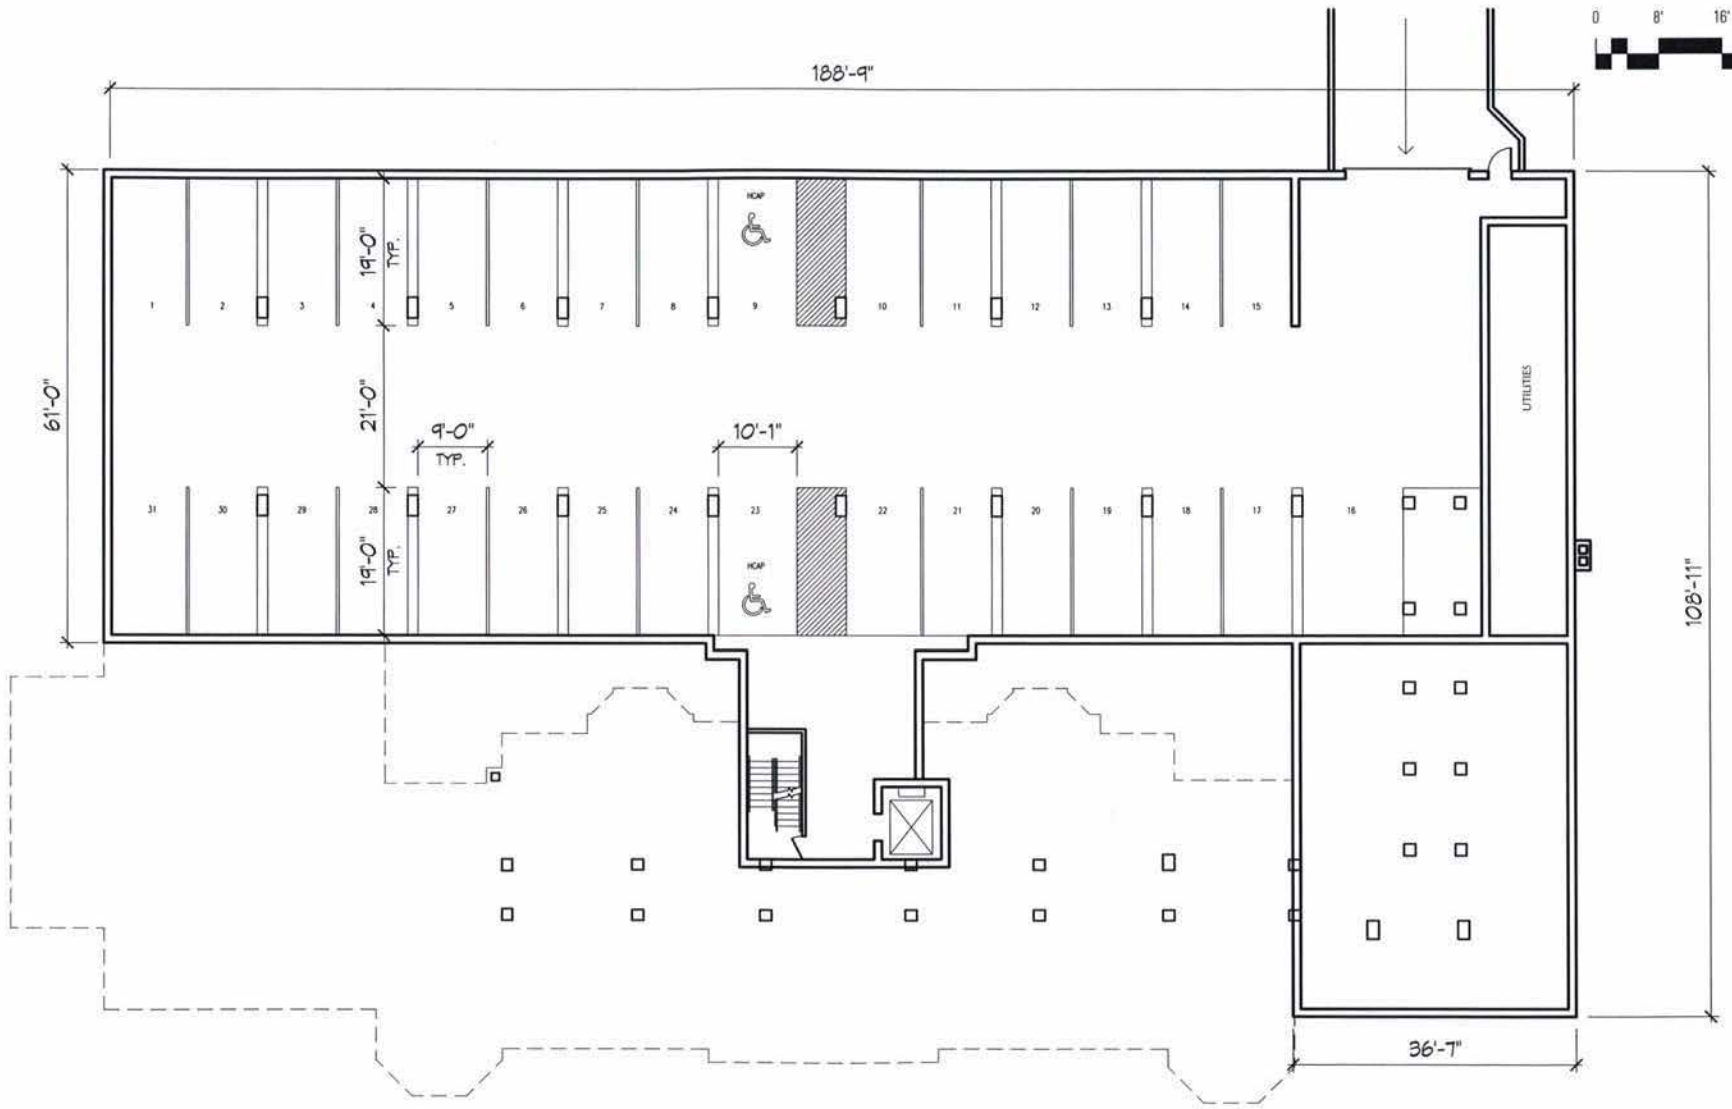 0 8' 16'
188'-9"
HCAP
19'-0"
TYP.
1 2 3 4 5 6 7 8 9 10 11 12 13 14 15
61'-0"
21'-0"
UTILITIES
9'-0"
TYP.
10'-1"
31 30 29 28 27 26 25 24 23 22 21 20 19 18 17 16
19'-0"
TYP.
HCAP
108'-11"
36'-7"